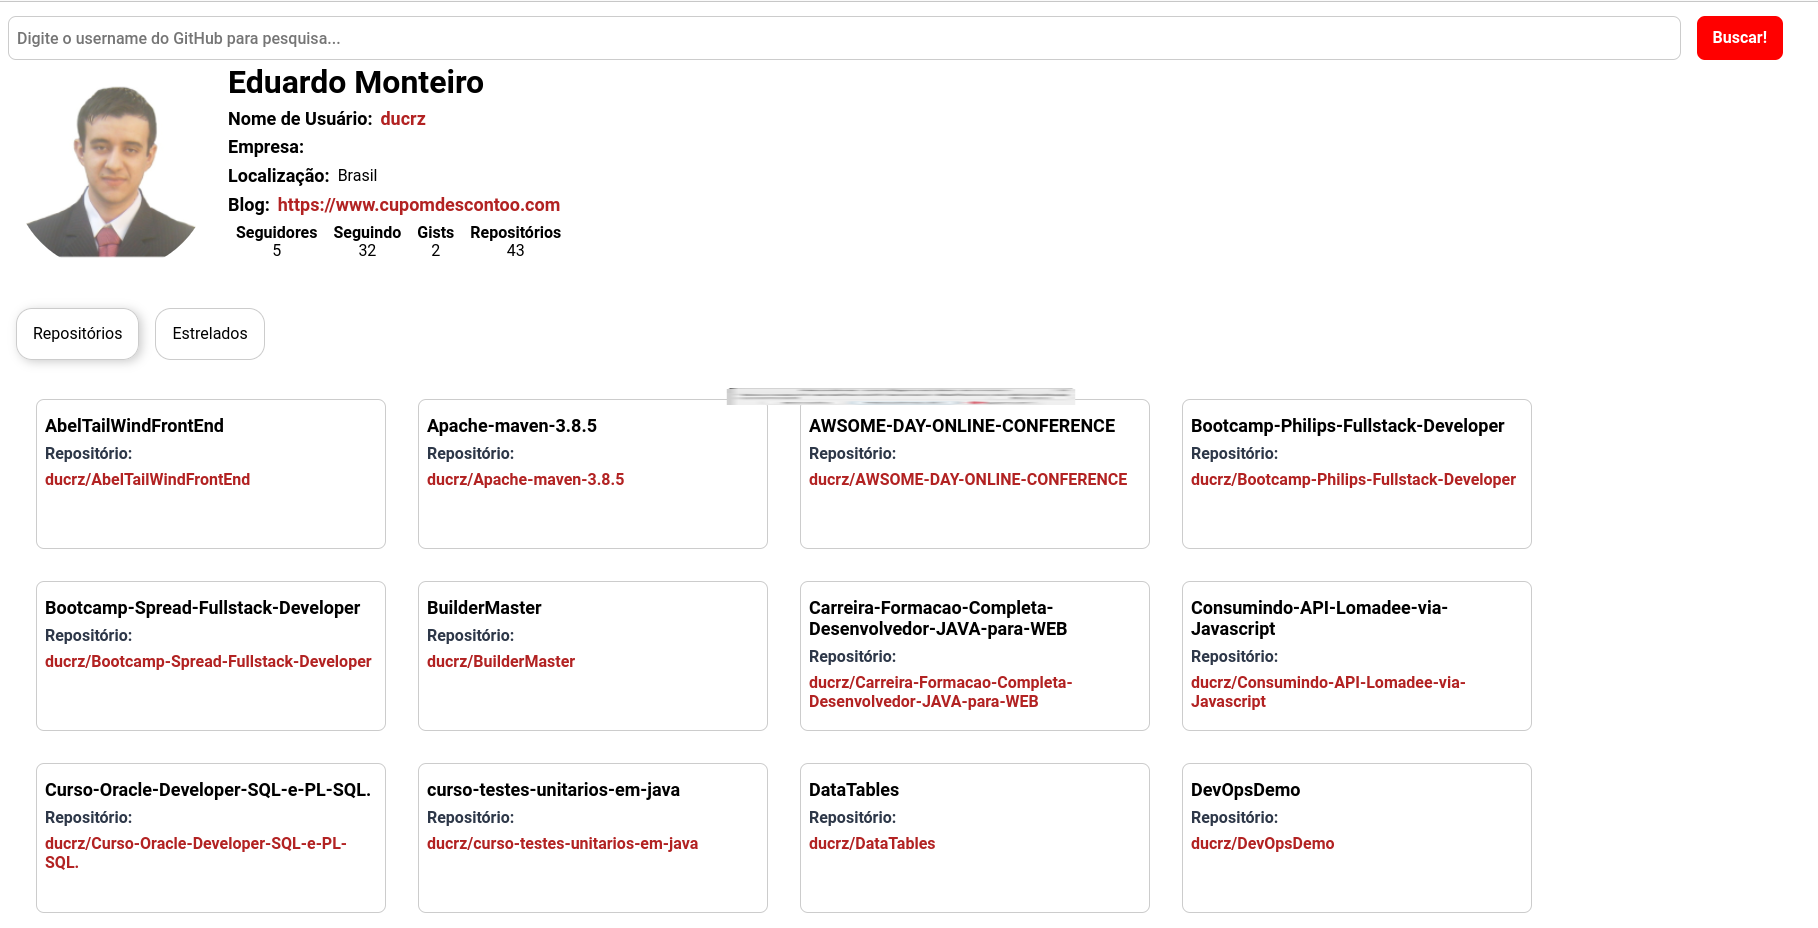 Digite o username do GitHub para pesquisa...
Buscar!
Eduardo Monteiro
Nome de Usuário: ducrz
Empresa:
Localização: Brasil
Blog: https://www.cupomdescontoo.com
Seguidores Seguindo Gists Repositórios
5 32 2 43
Repositórios Estrelados
AbelTailWindFrontEnd
Repositório:
ducrz/AbelTailWindFrontEnd
Apache-maven-3.8.5
Repositório:
ducrz/Apache-maven-3.8.5
AWSOME-DAY-ONLINE-CONFERENCE
Repositório:
ducrz/AWSOME-DAY-ONLINE-CONFERENCE
Bootcamp-Philips-Fullstack-Developer
Repositório:
ducrz/Bootcamp-Philips-Fullstack-Developer
Bootcamp-Spread-Fullstack-Developer
Repositório:
ducrz/Bootcamp-Spread-Fullstack-Developer
BuilderMaster
Repositório:
ducrz/BuilderMaster
Carreira-Formacao-Completa-
Desenvolvedor-JAVA-para-WEB
Repositório:
ducrz/Carreira-Formacao-Completa-
Desenvolvedor-JAVA-para-WEB
Consumindo-API-Lomadee-via-
Javascript
Repositório:
ducrz/Consumindo-API-Lomadee-via-
Javascript
Curso-Oracle-Developer-SQL-e-PL-SQL.
Repositório:
ducrz/Curso-Oracle-Developer-SQL-e-PL-
SQL.
curso-testes-unitarios-em-java
Repositório:
ducrz/curso-testes-unitarios-em-java
DataTables
Repositório:
ducrz/DataTables
DevOpsDemo
Repositório:
ducrz/DevOpsDemo